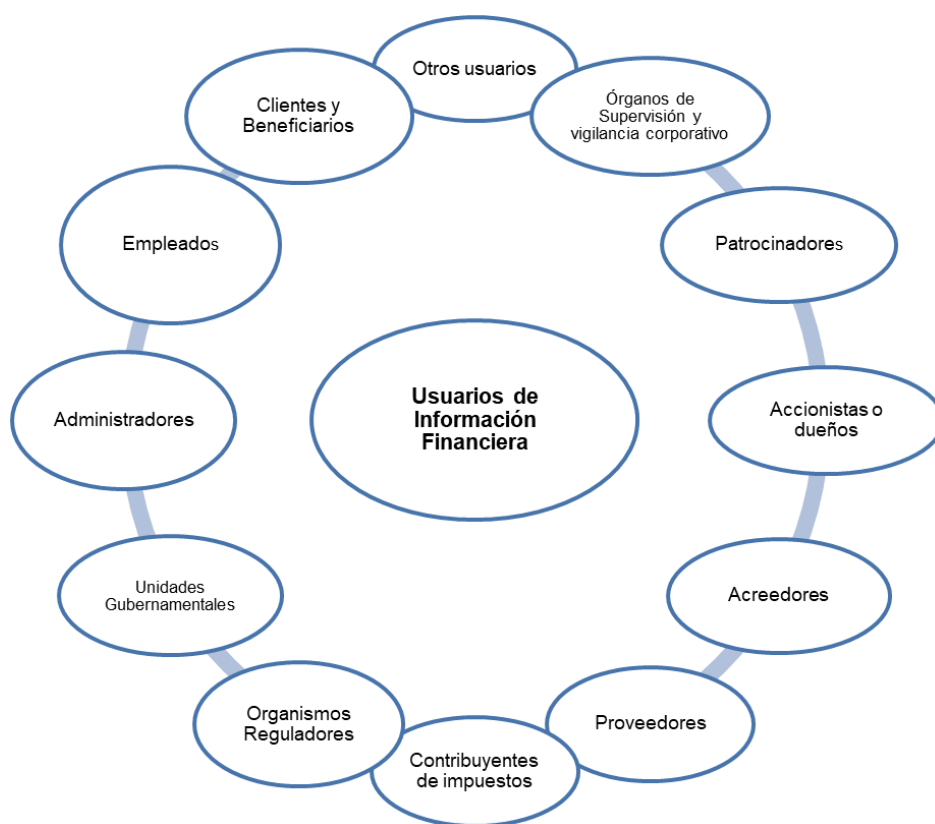 Otros usuarios
Órganos de
Supervisión y
vigilancia corporativo
Patrocinadores
Accionistas o
dueños
Acreedores
Proveedores
Contribuyentes
de impuestos
Organismos
Reguladores
Unidades
Gubernamentales
Administradores
Empleados
Clientes y
Beneficiarios
Usuarios de
Información
Financiera